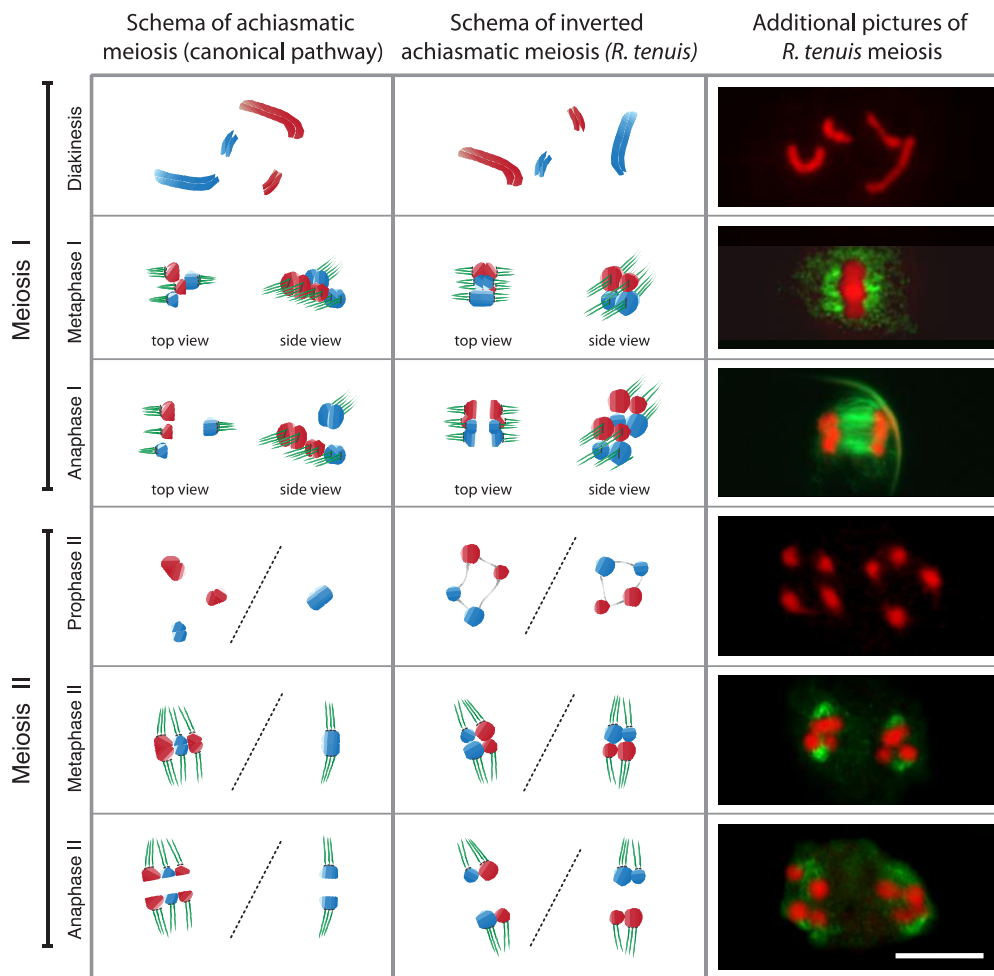 Schema of achiasmatic
meiosis (canonical pathway)
Schema of inverted
achiasmatic meiosis (R. tenuis)
Additional pictures of
R. tenuis meiosis
Meiosis I
Diakinesis
Metaphase I
top view
side view
top view
side view
Anaphase I
top view
side view
top view
side view
Meiosis II
Prophase II
Metaphase II
Anaphase II